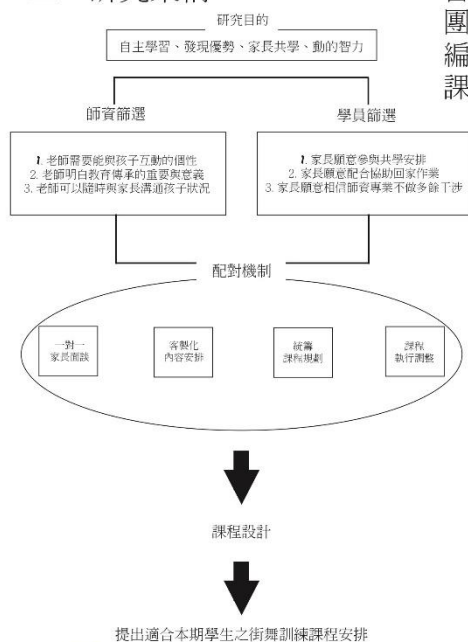 研究目的
自主學習、發現優勢、家長共學、動的智力
師資篩選
學員篩選
1. 老師需要能與孩子互動的個性
2. 老師明白教育傳承的重要與意義
3. 老師可以隨時與家長溝通孩子狀況
1. 家長願意參與共學安排
2. 家長願意配合協助回家作業
3. 家長願意相信師資專業不做多餘干涉
配對機制
一對一
家長面談
客製化
內容安排
統籌
課程規劃
課程
執行調整
課程設計
提出適合本期學生之街舞訓練課程安排
團
編
課